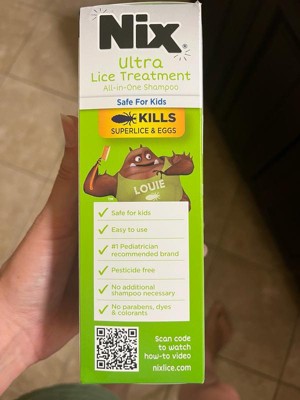 Nix®
Ultra
Lice Treatment
All-in-One Shampoo
Safe For Kids
KILLS
SUPERLICE & EGGS
LOUIE
Safe for kids
Easy to use
#1 Pediatrician
recommended brand
Pesticide free
No additional
shampoo necessary
No parabens, dyes
& colorants
Scan code
to watch
how-to video
nixlice.com